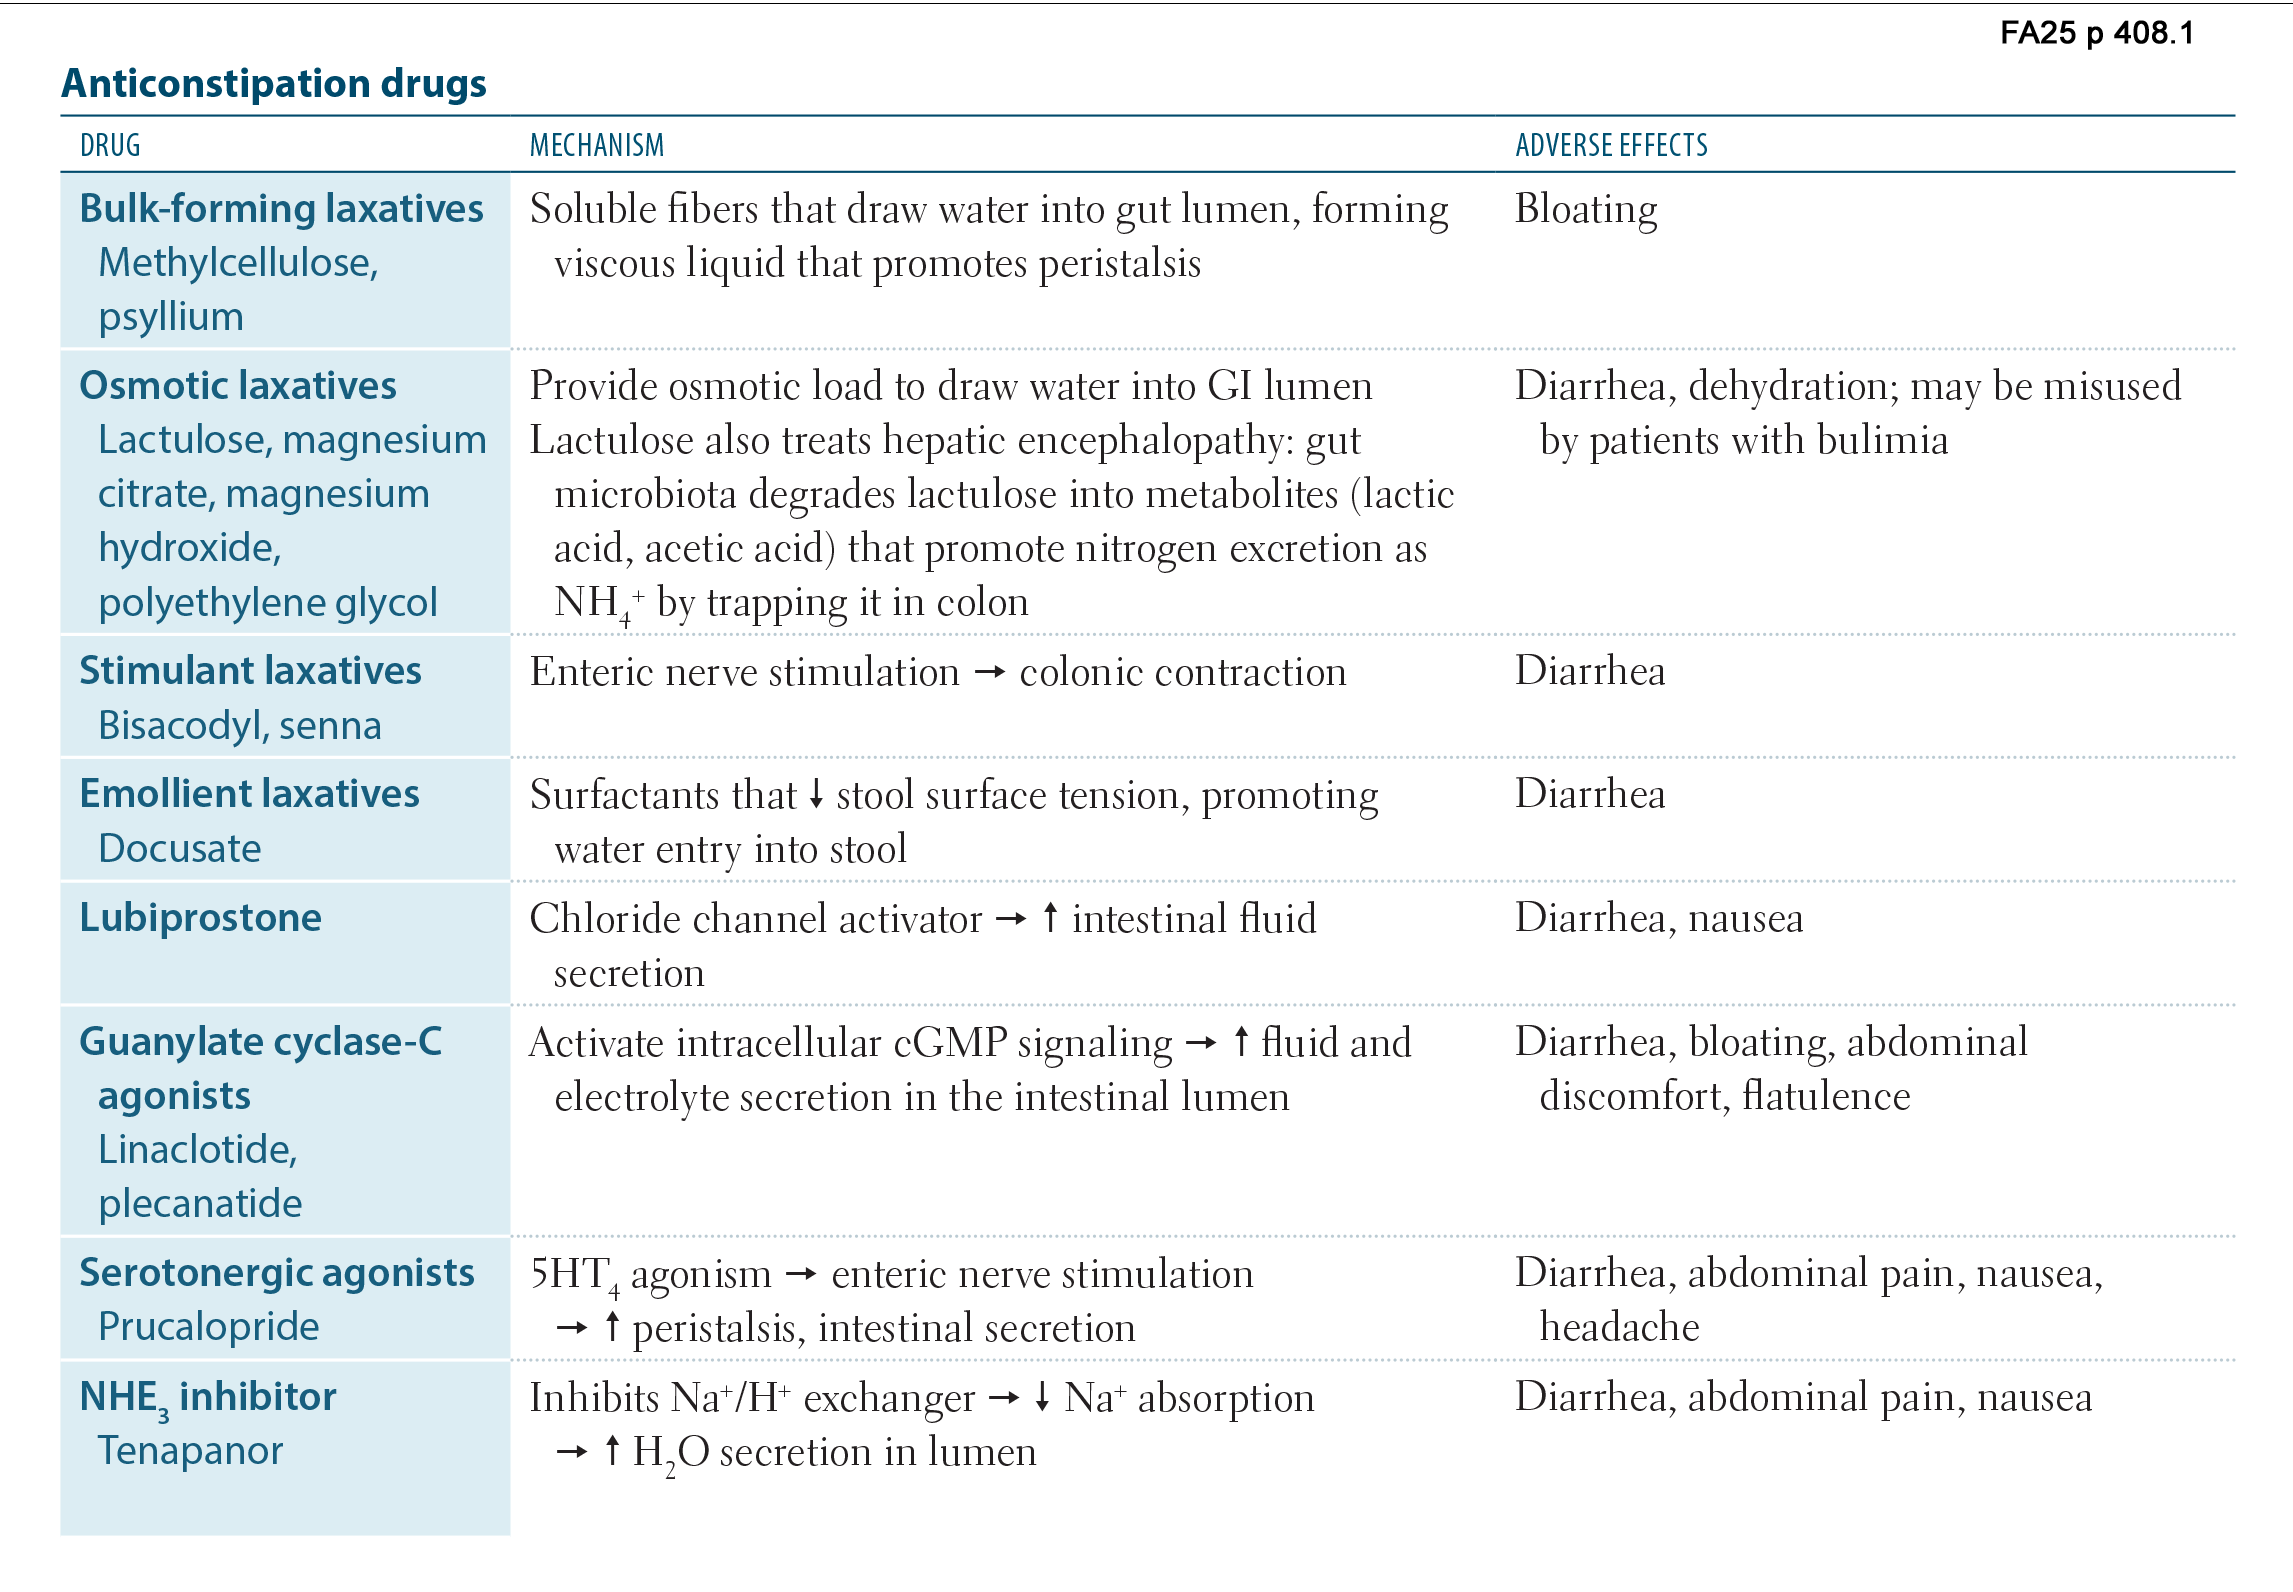 FA25 p 408.1
Anticonstipation drugs
DRUG MECHANISM ADVERSE EFFECTS
Bulk-forming laxatives
Methylcellulose,
psyllium
Soluble fibers that draw water into gut lumen, forming
viscous liquid that promotes peristalsis
Bloating
Osmotic laxatives
Lactulose, magnesium
citrate, magnesium
hydroxide,
polyethylene glycol
Provide osmotic load to draw water into GI lumen
Lactulose also treats hepatic encephalopathy: gut
microbiota degrades lactulose into metabolites (lactic
acid, acetic acid) that promote nitrogen excretion as
NH₄⁺ by trapping it in colon
Diarrhea, dehydration; may be misused
by patients with bulimia
Stimulant laxatives
Bisacodyl, senna
Enteric nerve stimulation → colonic contraction
Diarrhea
Emollient laxatives
Docusate
Surfactants that ↓ stool surface tension, promoting
water entry into stool
Diarrhea
Lubiprostone
Chloride channel activator → ↑ intestinal fluid
secretion
Diarrhea, nausea
Guanylate cyclase-C
agonists
Linaclotide,
plecanatide
Activate intracellular cGMP signaling → ↑ fluid and
electrolyte secretion in the intestinal lumen
Diarrhea, bloating, abdominal
discomfort, flatulence
Serotonergic agonists
Prucalopride
5HT₄ agonism → enteric nerve stimulation
→ ↑ peristalsis, intestinal secretion
Diarrhea, abdominal pain, nausea,
headache
NHE₃ inhibitor
Tenapanor
Inhibits Na⁺/H⁺ exchanger → ↓ Na⁺ absorption
→ ↑ H₂O secretion in lumen
Diarrhea, abdominal pain, nausea